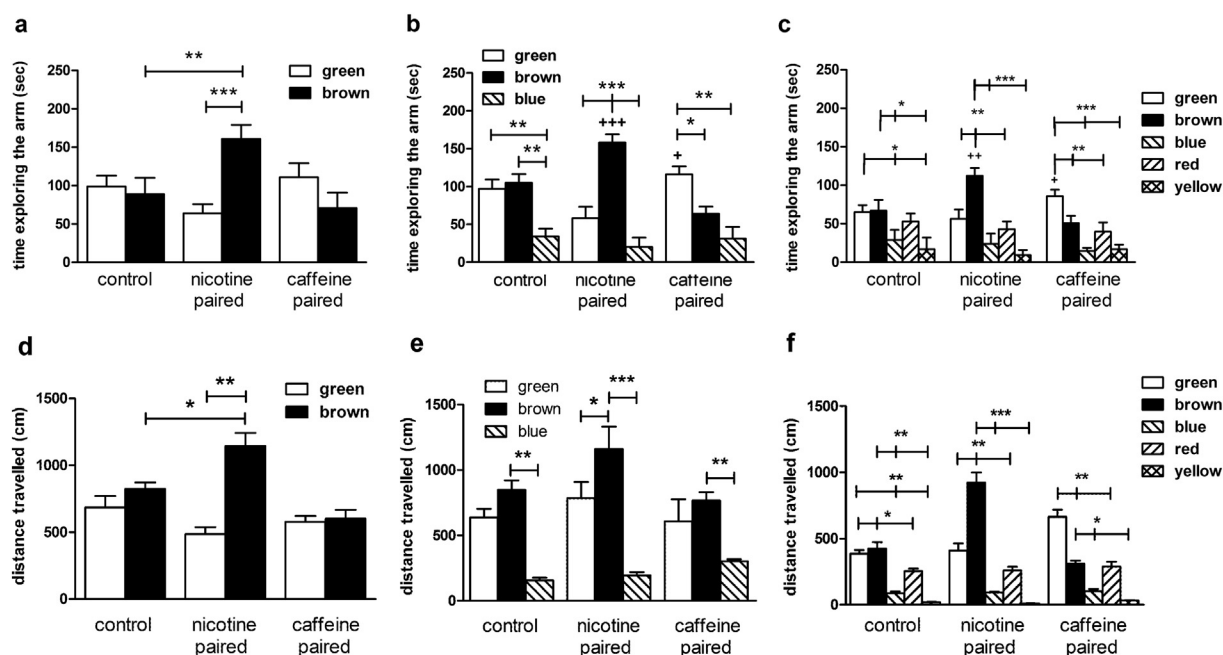 a
time exploring the arm (sec)
250
200
150
100
50
0
**
***
green
brown
control
nicotine
paired
caffeine
paired
b
green
brown
blue
time exploring the arm (sec)
250
200
150
100
50
0
**
**
***
+++
**
*
+
control
nicotine
paired
caffeine
paired
c
time exploring the arm (sec)
250
200
150
100
50
0
*
*
***
**
++
***
**
+
green
brown
blue
red
yellow
control
nicotine
paired
caffeine
paired
d
distance travelled (cm)
1500
1000
500
0
*
**
green
brown
control
nicotine
paired
caffeine
paired
e
green
brown
blue
distance travelled (cm)
1500
1000
500
0
**
*
***
**
control
nicotine
paired
caffeine
paired
f
distance travelled (cm)
1500
1000
500
0
**
**
*
***
**
**
*
green
brown
blue
red
yellow
control
nicotine
paired
caffeine
paired